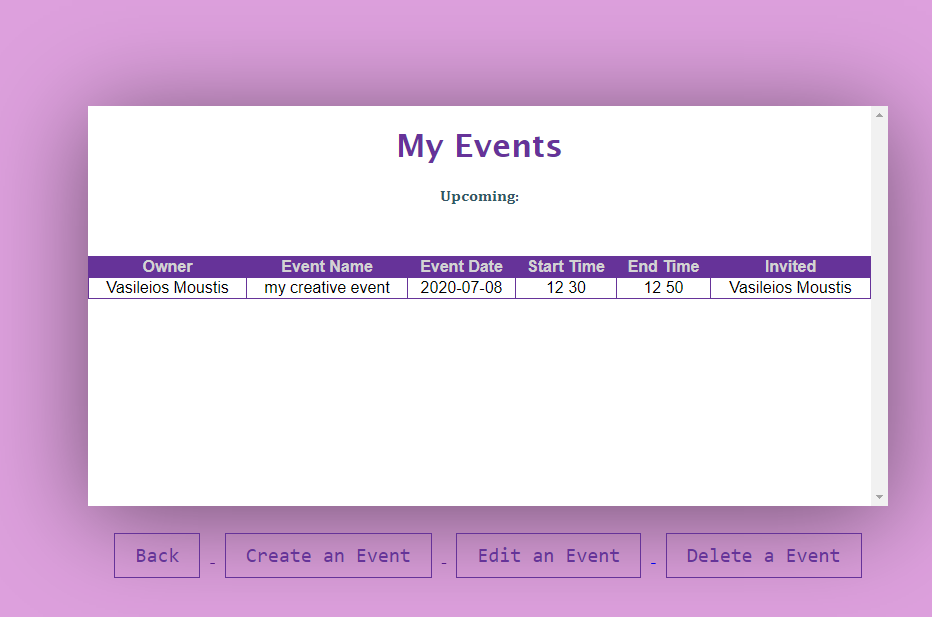 My Events
Upcoming:
Owner Event Name Event Date Start Time End Time Invited
Vasileios Moustis my creative event 2020-07-08 12 30 12 50 Vasileios Moustis
Back - Create an Event - Edit an Event - Delete a Event